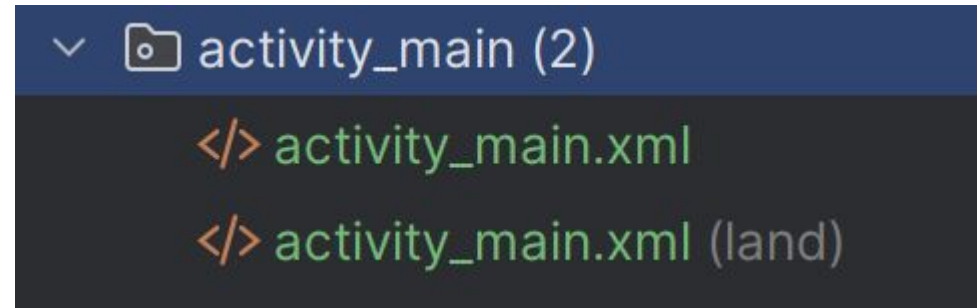 activity_main (2)
</> activity_main.xml
</> activity_main.xml (land)